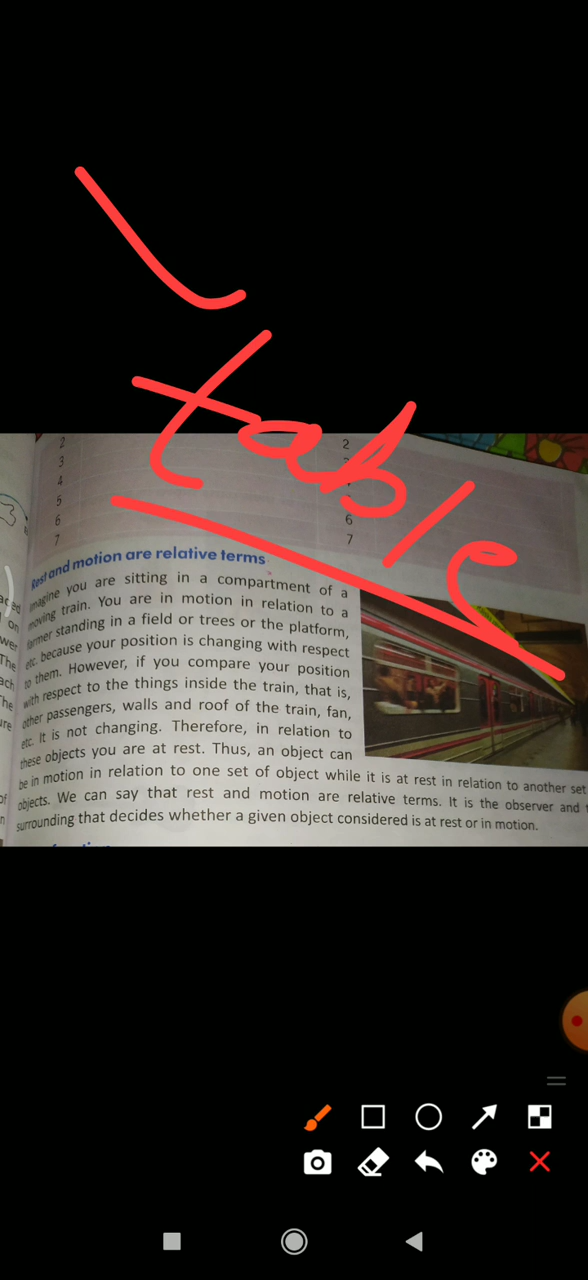 table
2 2
3
4
5
6 6
7 7
Rest and motion are relative terms
Imagine you are sitting in a compartment of a
moving train. You are in motion in relation to a
farmer standing in a field or trees or the platform,
etc. because your position is changing with respect
to them. However, if you compare your position
with respect to the things inside the train, that is,
other passengers, walls and roof of the train, fan,
etc. It is not changing. Therefore, in relation to
these objects you are at rest. Thus, an object can
be in motion in relation to one set of object while it is at rest in relation to another set
objects. We can say that rest and motion are relative terms. It is the observer and
surrounding that decides whether a given object considered is at rest or in motion.